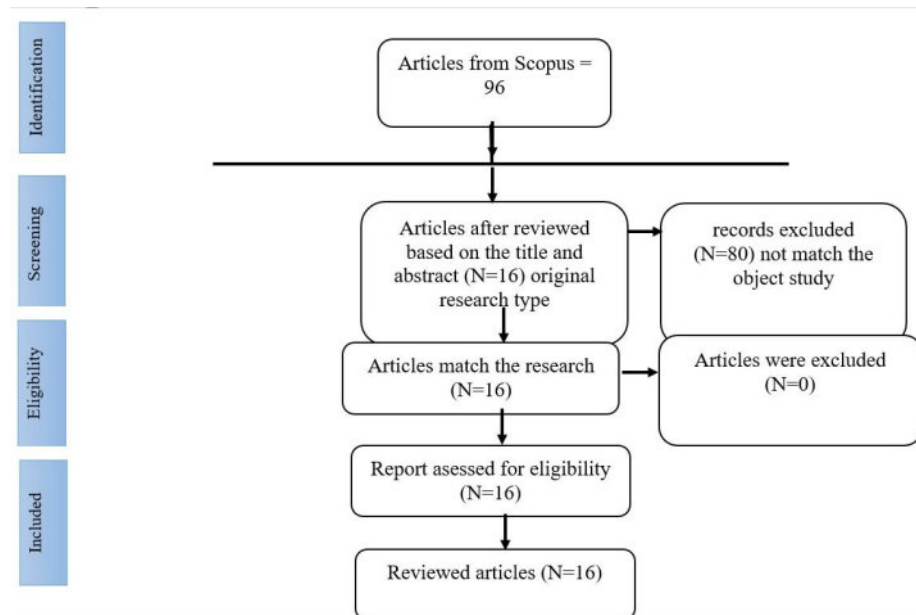 Identification
Articles from Scopus =
96
Screening
Articles after reviewed
based on the title and
abstract (N=16) original
research type
records excluded
(N=80) not match the
object study
Eligibility
Articles match the research
(N=16)
Articles were excluded
(N=0)
Included
Report asessed for eligibility
(N=16)
Reviewed articles (N=16)